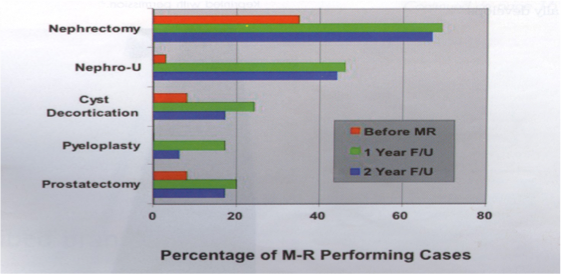 Nephrectomy
Nephro-U
Cyst
Decortication
Pyeloplasty
Prostatectomy
Before MR
1 Year F/U
2 Year F/U
0
20
40
60
80
Percentage of M-R Performing Cases